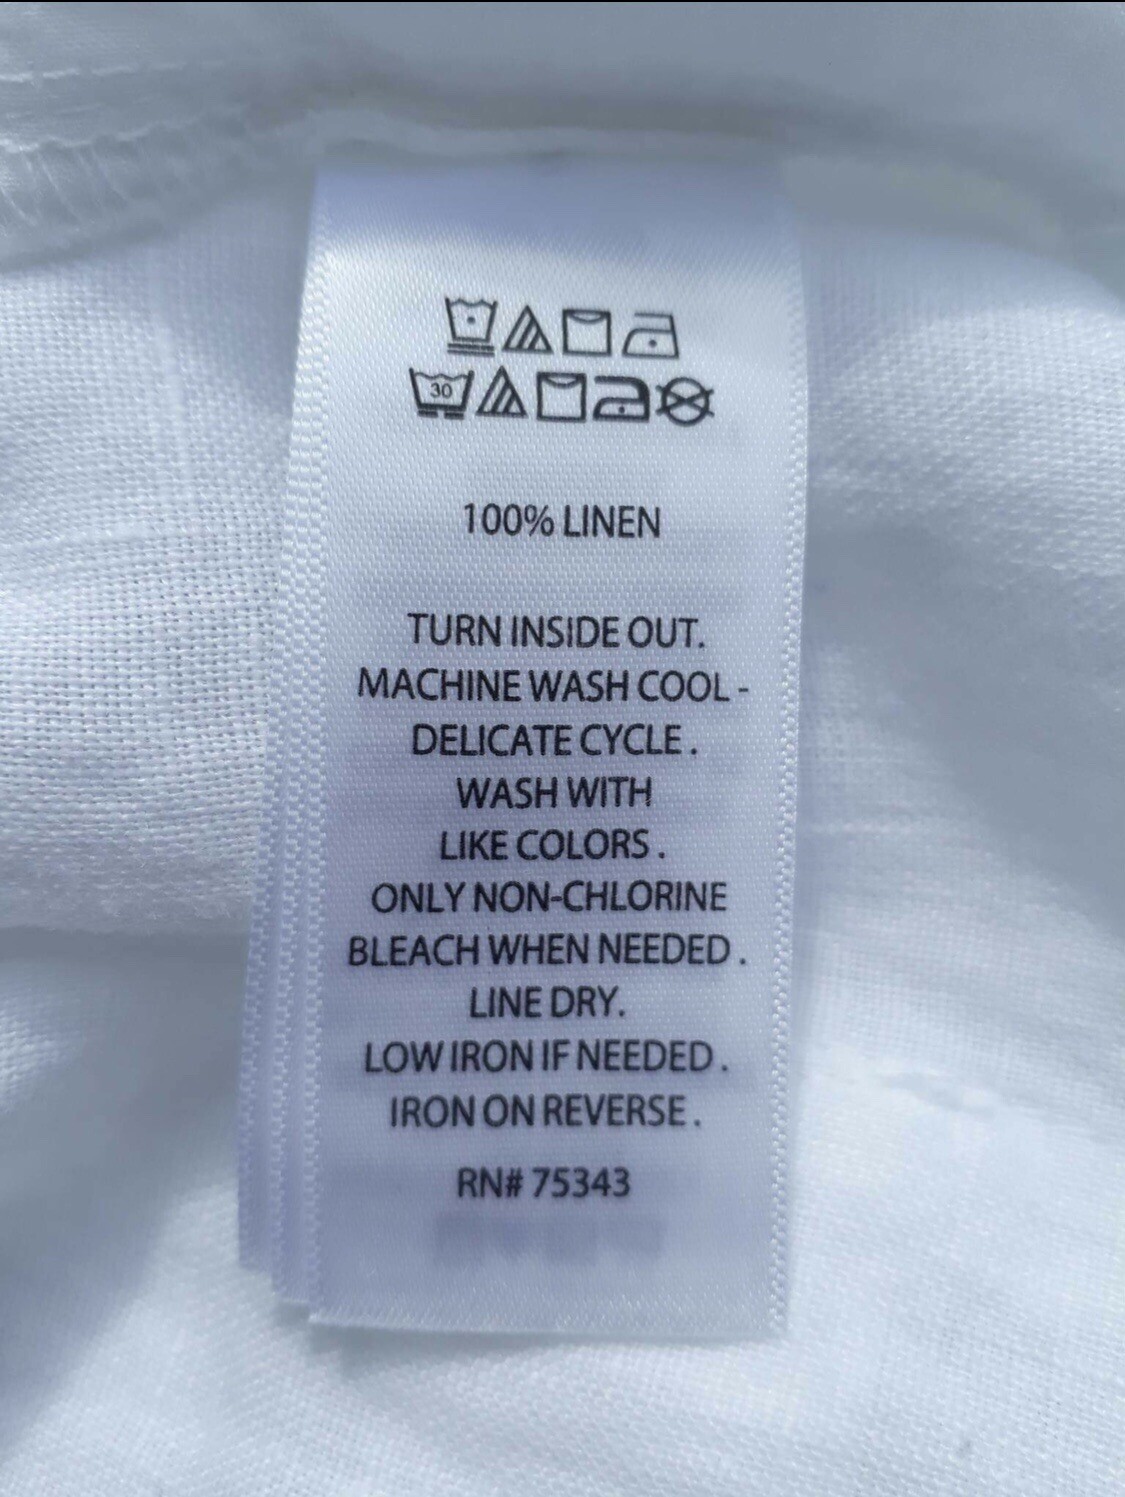 30
100% LINEN
TURN INSIDE OUT.
MACHINE WASH COOL -
DELICATE CYCLE .
WASH WITH
LIKE COLORS .
ONLY NON-CHLORINE
BLEACH WHEN NEEDED .
LINE DRY.
LOW IRON IF NEEDED .
IRON ON REVERSE .
RN# 75343